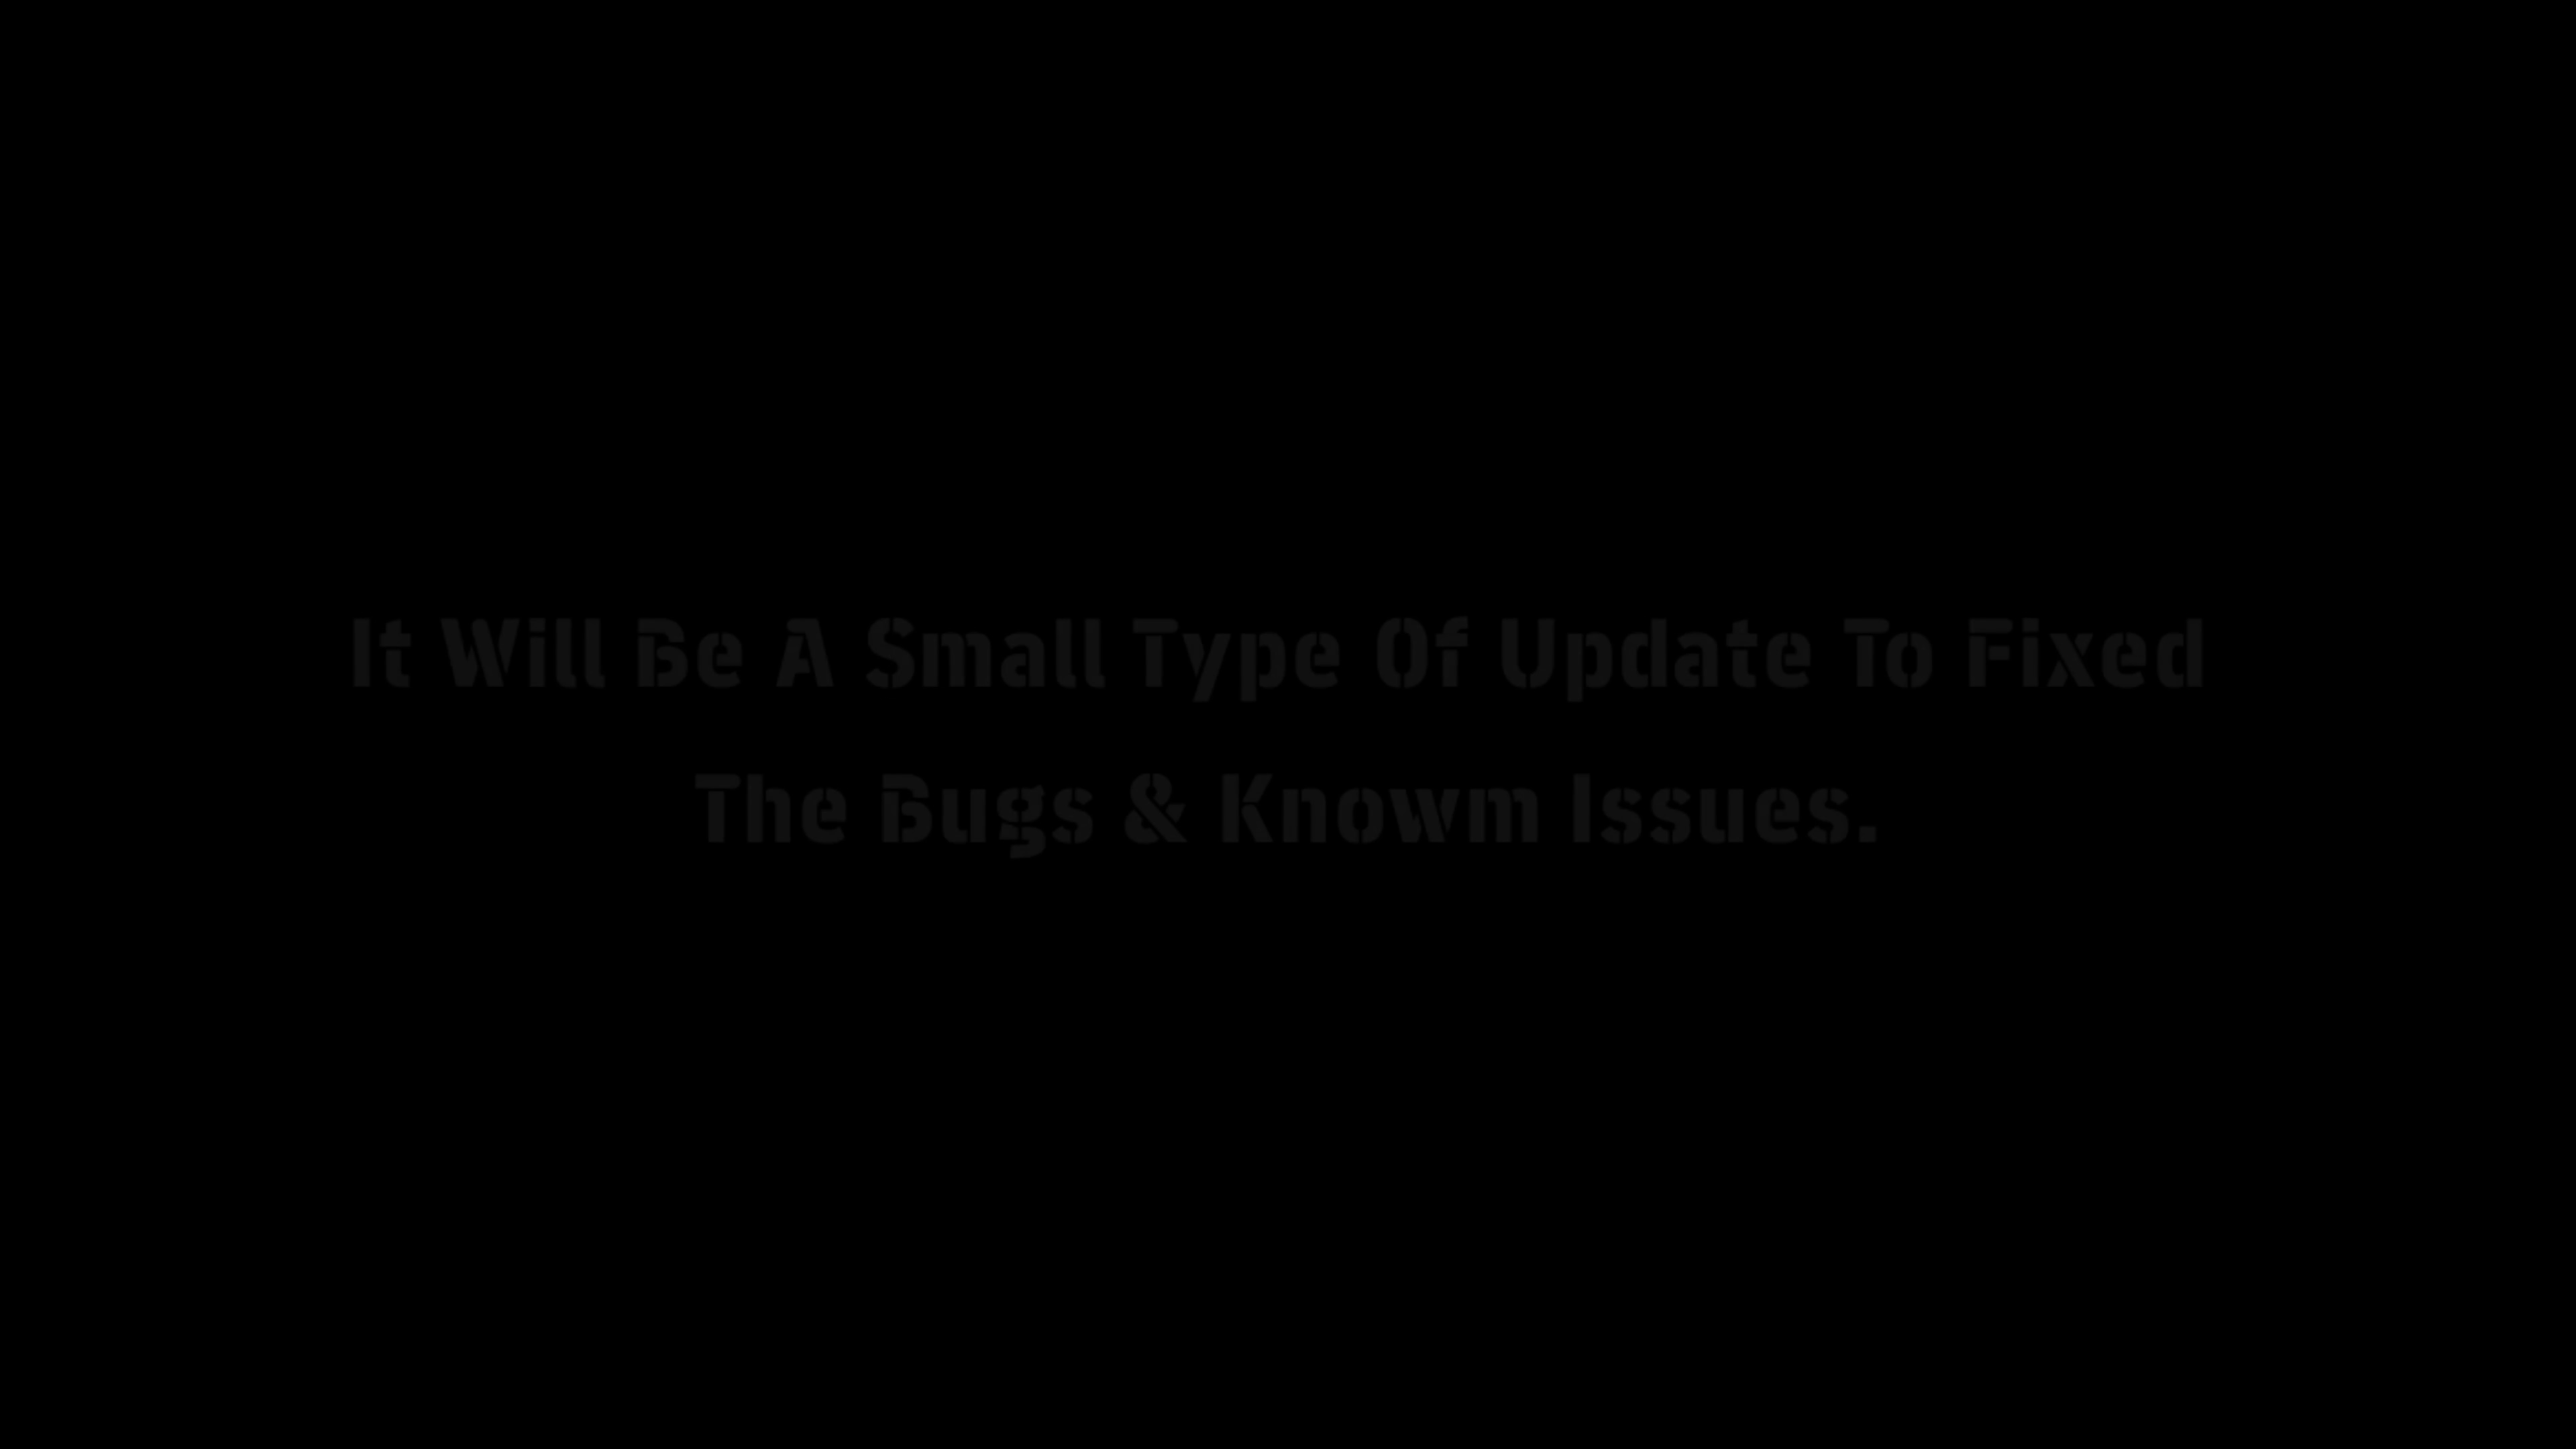 It Will Be A Small Type Of Update To Fixed
The Bugs & Knowm Issues.